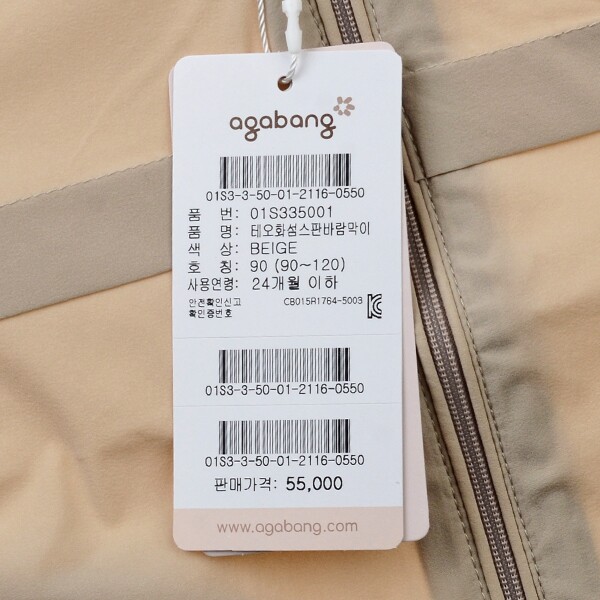 agabang
01S3-3-50-01-2116-0550
품 번: 01S335001
품 명: 테오화섬스판바람막이
색 상: BEIGE
호 칭: 90 (90~120)
사용연령: 24개월 이하
안전확인신고
확인증번호
CB015R1764-5003
01S3-3-50-01-2116-0550
01S3-3-50-01-2116-0550
판매가격: 55,000
www.agabang.com